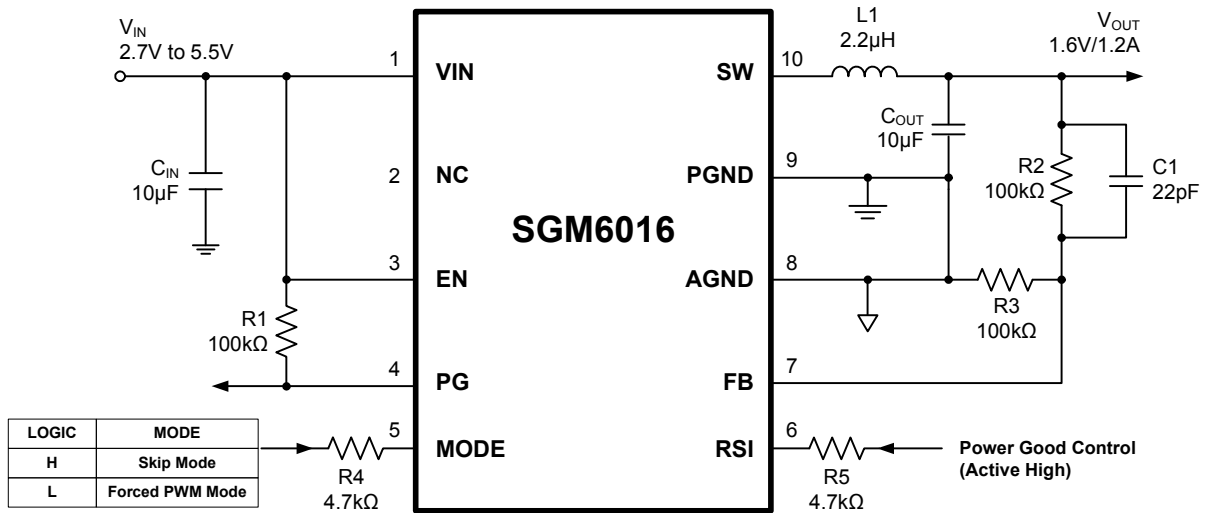 VIN
2.7V to 5.5V
L1
2.2µH
VOUT
1.6V/1.2A
1
VIN
SW
10
CIN
10µF
COUT
10µF
2
NC
PGND
9
R2
100kΩ
C1
22pF
SGM6016
3
EN
AGND
8
R1
100kΩ
R3
100kΩ
4
PG
FB
7
LOGIC MODE
H Skip Mode
L Forced PWM Mode
5
MODE
RSI
6
R4
4.7kΩ
R5
4.7kΩ
Power Good Control
(Active High)